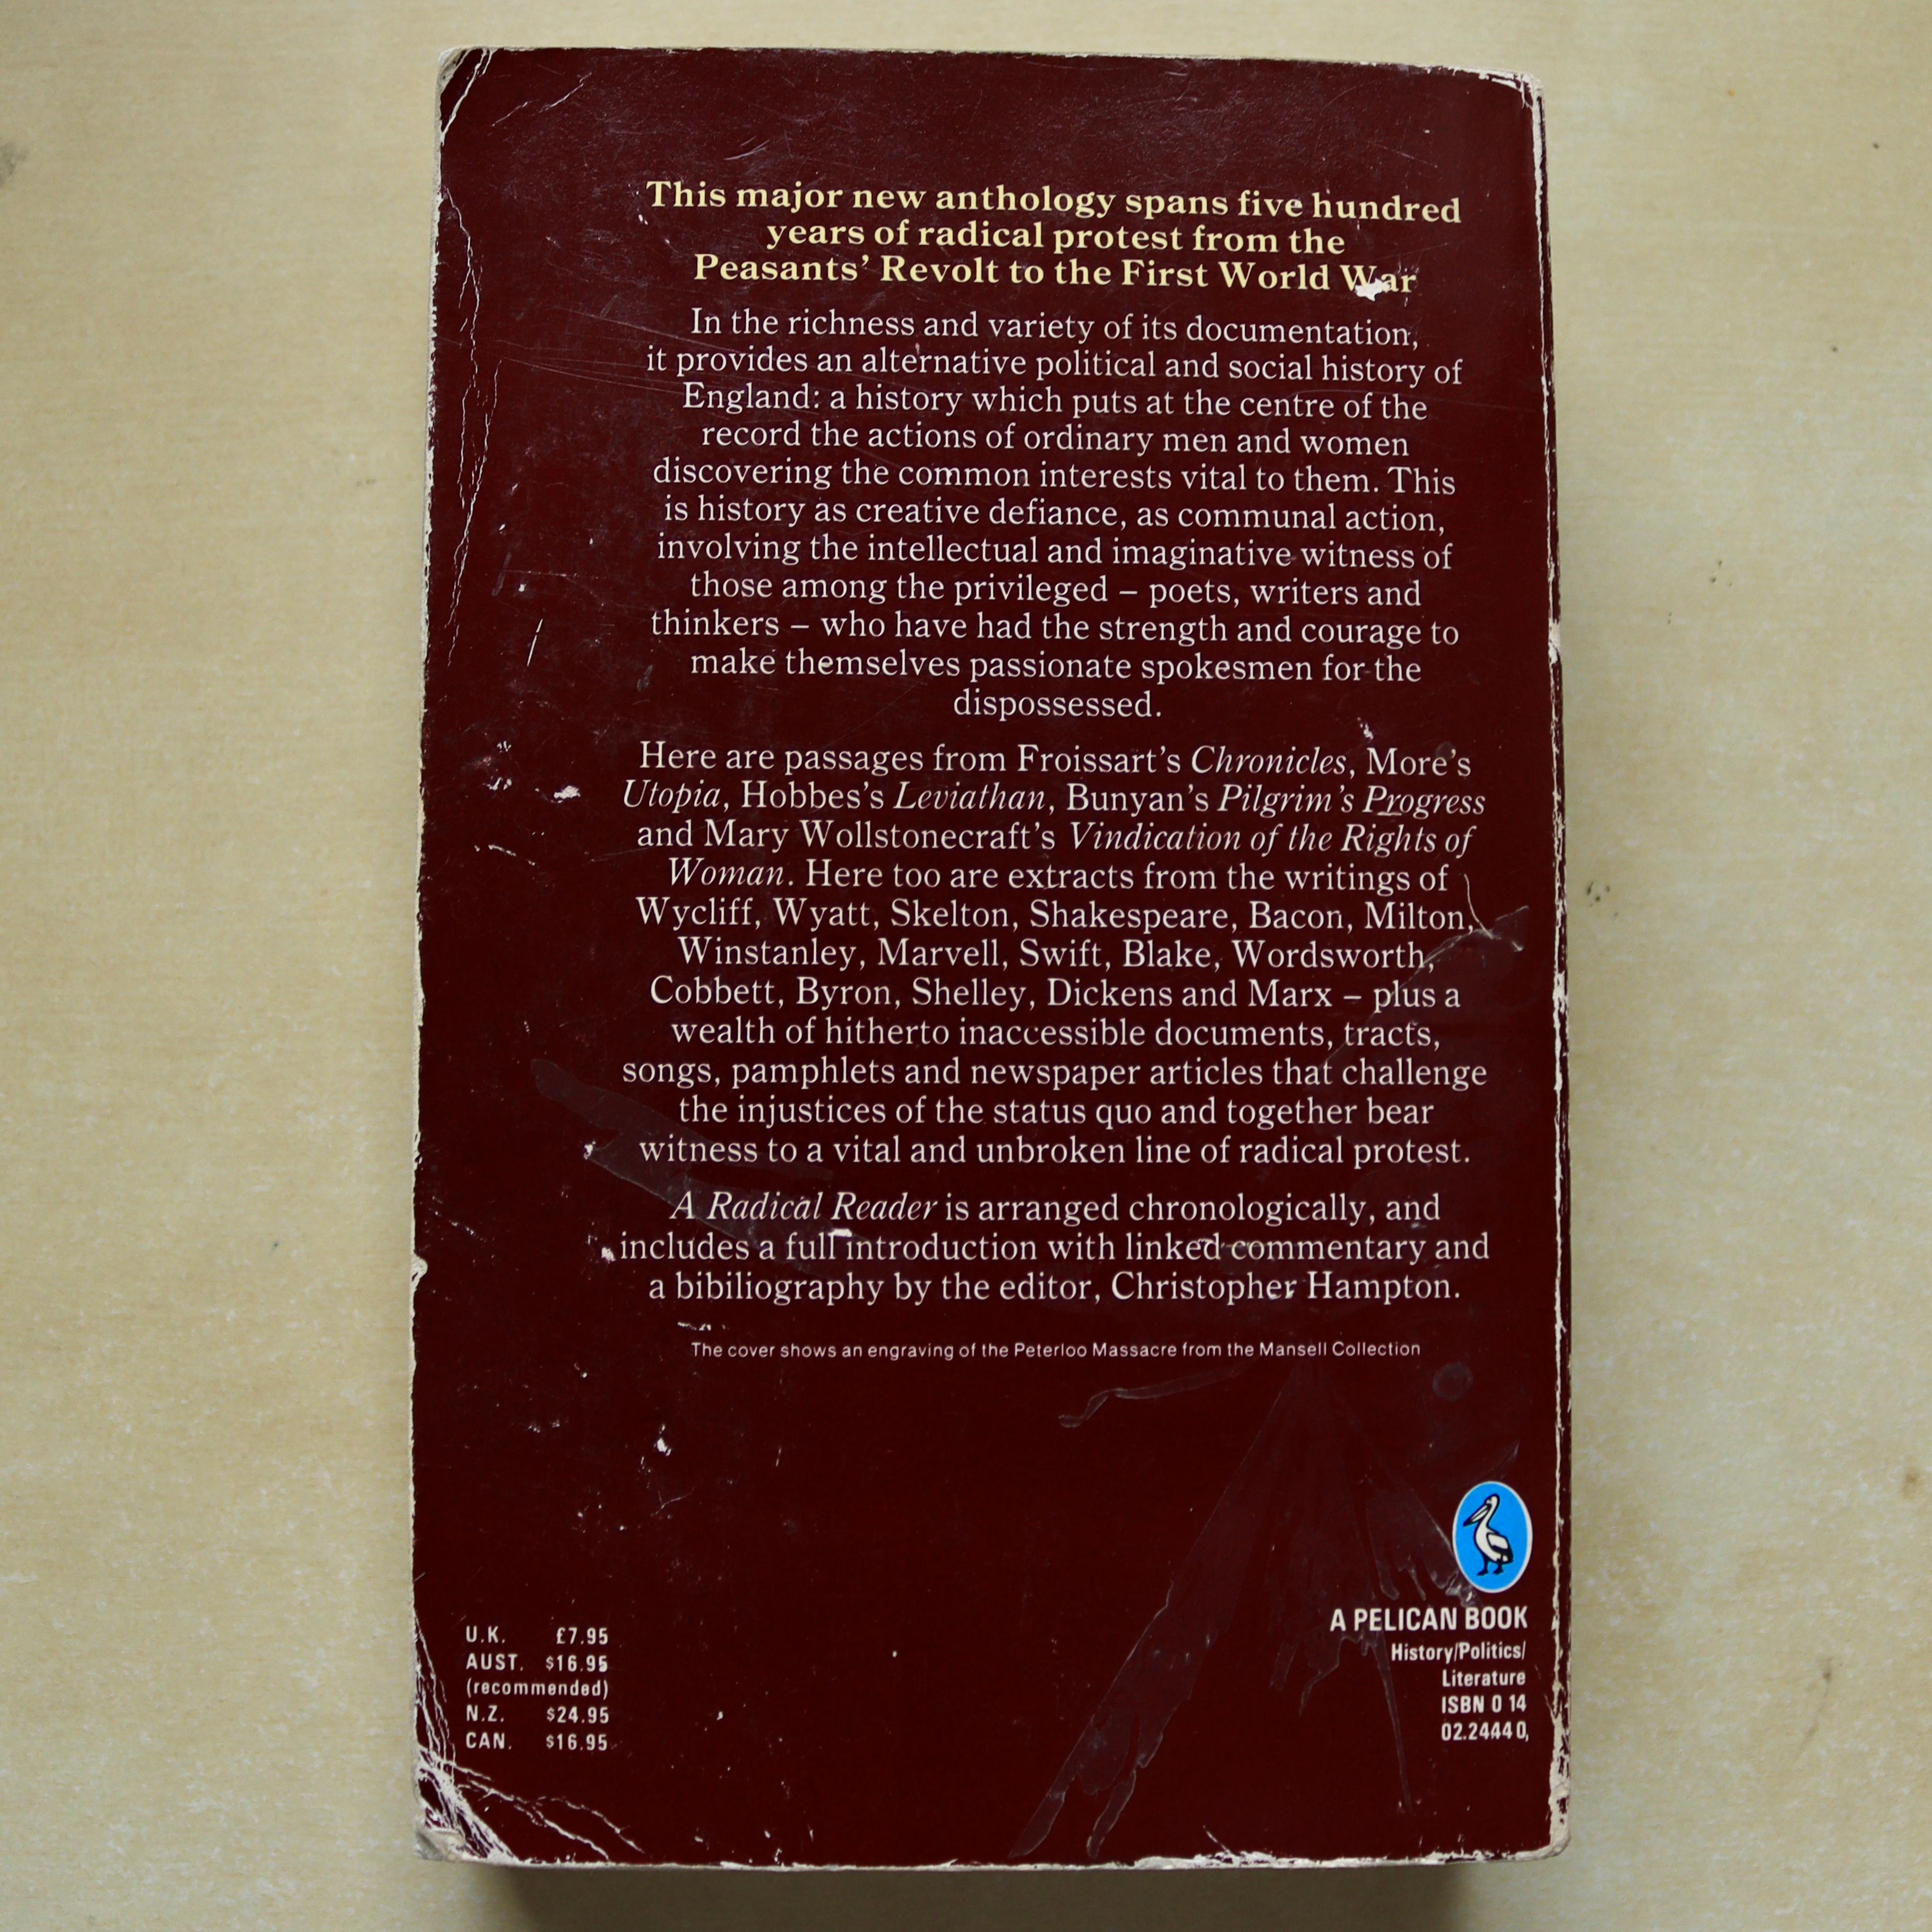 This major new anthology spans five hundred
years of radical protest from the
Peasants' Revolt to the First World War
In the richness and variety of its documentation,
it provides an alternative political and social history of
England: a history which puts at the centre of the
record the actions of ordinary men and women
discovering the common interests vital to them. This
is history as creative defiance, as communal action,
involving the intellectual and imaginative witness of
those among the privileged – poets, writers and
thinkers – who have had the strength and courage to
make themselves passionate spokesmen for the
dispossessed.
Here are passages from Froissart's Chronicles, More's
Utopia, Hobbes's Leviathan, Bunyan's Pilgrim's Progress
and Mary Wollstonecraft's Vindication of the Rights of
Woman. Here too are extracts from the writings of
Wycliff, Wyatt, Skelton, Shakespeare, Bacon, Milton,
Winstanley, Marvell, Swift, Blake, Wordsworth,
Cobbett, Byron, Shelley, Dickens and Marx – plus a
wealth of hitherto inaccessible documents, tracts,
songs, pamphlets and newspaper articles that challenge
the injustices of the status quo and together bear
witness to a vital and unbroken line of radical protest.
A Radical Reader is arranged chronologically, and
includes a full introduction with linked commentary and
a bibiliography by the editor, Christopher Hampton.
The cover shows an engraving of the Peterloo Massacre from the Mansell Collection
U.K. £7.95
AUST. $16.95
(recommended)
N.Z. $24.95
CAN. $16.95
A PELICAN BOOK
History/Politics/
Literature
ISBN 0 14
02.2444 0,